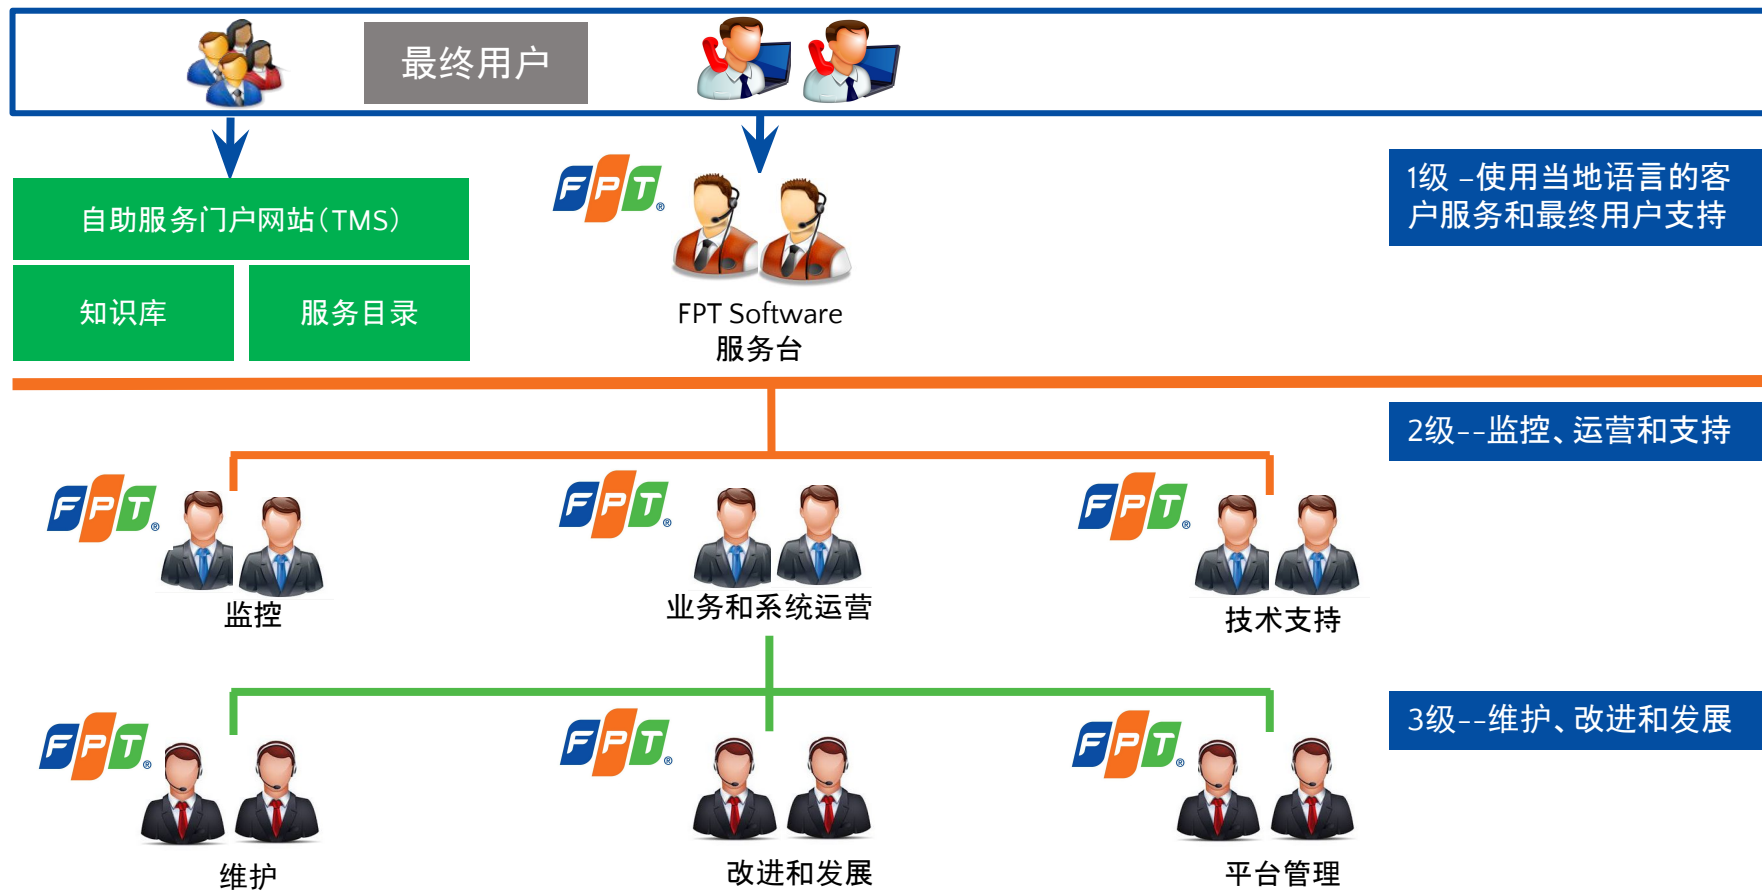 最终用户
FPT®
1级 –使用当地语言的客
户服务和最终用户支持
自助服务门户网站(TMS)
知识库
服务目录
FPT Software
服务台
2级--监控、运营和支持
FPT®
FPT®
FPT®
监控
业务和系统运营
技术支持
3级--维护、改进和发展
FPT®
FPT®
FPT®
维护
改进和发展
平台管理